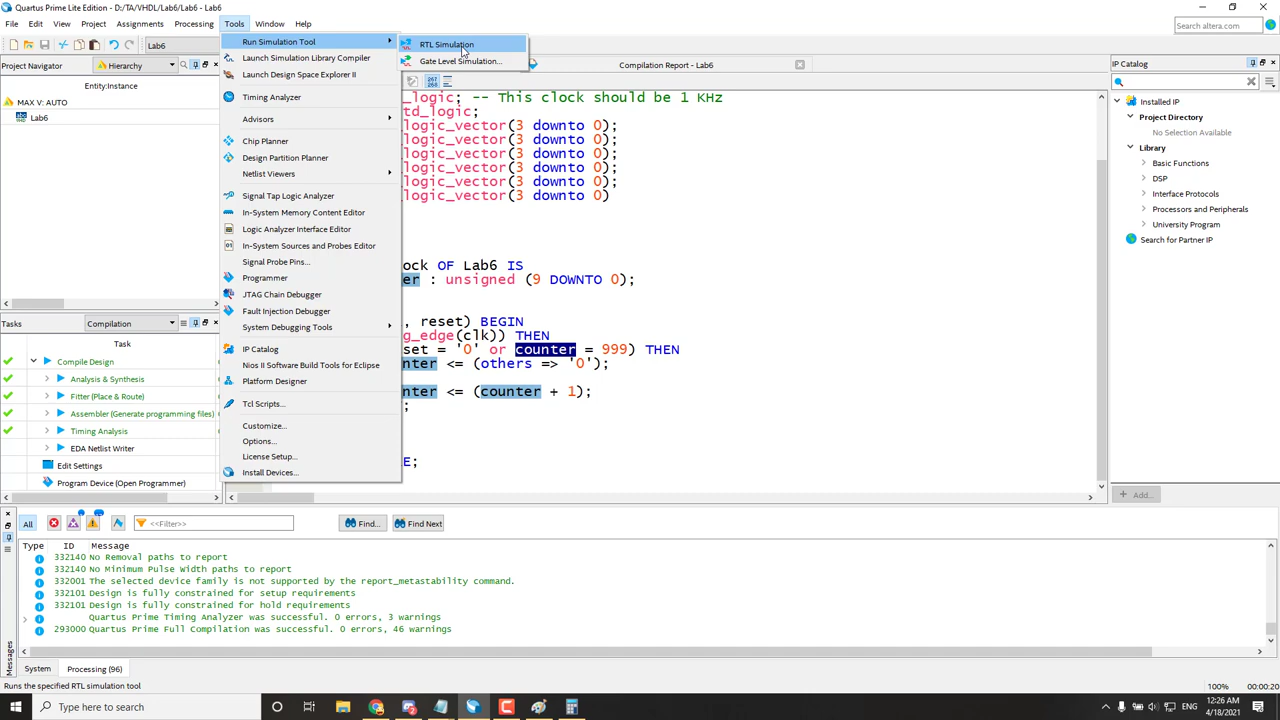 Quartus Prime Lite Edition - D:/TA/VHDL/Lab6/Lab6 - Lab6
File Edit View Project Assignments Processing Tools Window Help
Search altera.com
Lab6
Run Simulation Tool
RTL Simulation
Gate Level Simulation...
Launch Simulation Library Compiler
Launch Design Space Explorer II
Timing Analyzer
Advisors
Chip Planner
Design Partition Planner
Netlist Viewers
Signal Tap Logic Analyzer
In-System Memory Content Editor
Logic Analyzer Interface Editor
In-System Sources and Probes Editor
Signal Probe Pins...
Programmer
JTAG Chain Debugger
Fault Injection Debugger
System Debugging Tools
IP Catalog
Nios II Software Build Tools for Eclipse
Platform Designer
Tcl Scripts...
Customize...
Options...
License Setup...
Install Devices...
Project Navigator Hierarchy
Entity:Instance
MAX V: AUTO
Lab6
Tasks Compilation
Task
Compile Design
Analysis & Synthesis
Fitter (Place & Route)
Assembler (Generate programming files)
Timing Analysis
EDA Netlist Writer
Edit Settings
Program Device (Open Programmer)
Compilation Report - Lab6
267
268
_logic; -- This clock should be 1 KHz
td_logic;
logic_vector(3 downto 0);
logic_vector(3 downto 0);
logic_vector(3 downto 0);
logic_vector(3 downto 0);
logic_vector(3 downto 0);
logic_vector(3 downto 0)
ock OF Lab6 IS
er : unsigned (9 DOWNTO 0);
, reset) BEGIN
g_edge(clk)) THEN
set = '0' or counter = 999) THEN
nter <= (others => '0');
nter <= (counter + 1);
;
E;
IP Catalog
Installed IP
Project Directory
No Selection Available
Library
Basic Functions
DSP
Interface Protocols
Processors and Peripherals
University Program
Search for Partner IP
Add...
All <<Filter>> Find... Find Next
Type ID Message
332140 No Removal paths to report
332140 No Minimum Pulse Width paths to report
332001 The selected device family is not supported by the report_metastability command.
332101 Design is fully constrained for setup requirements
332101 Design is fully constrained for hold requirements
Quartus Prime Timing Analyzer was successful. 0 errors, 3 warnings
293000 Quartus Prime Full Compilation was successful. 0 errors, 46 warnings
Messages
System Processing (96)
Runs the specified RTL simulation tool
100% 00:00:20
Type here to search
ENG
12:26 AM
4/18/2021